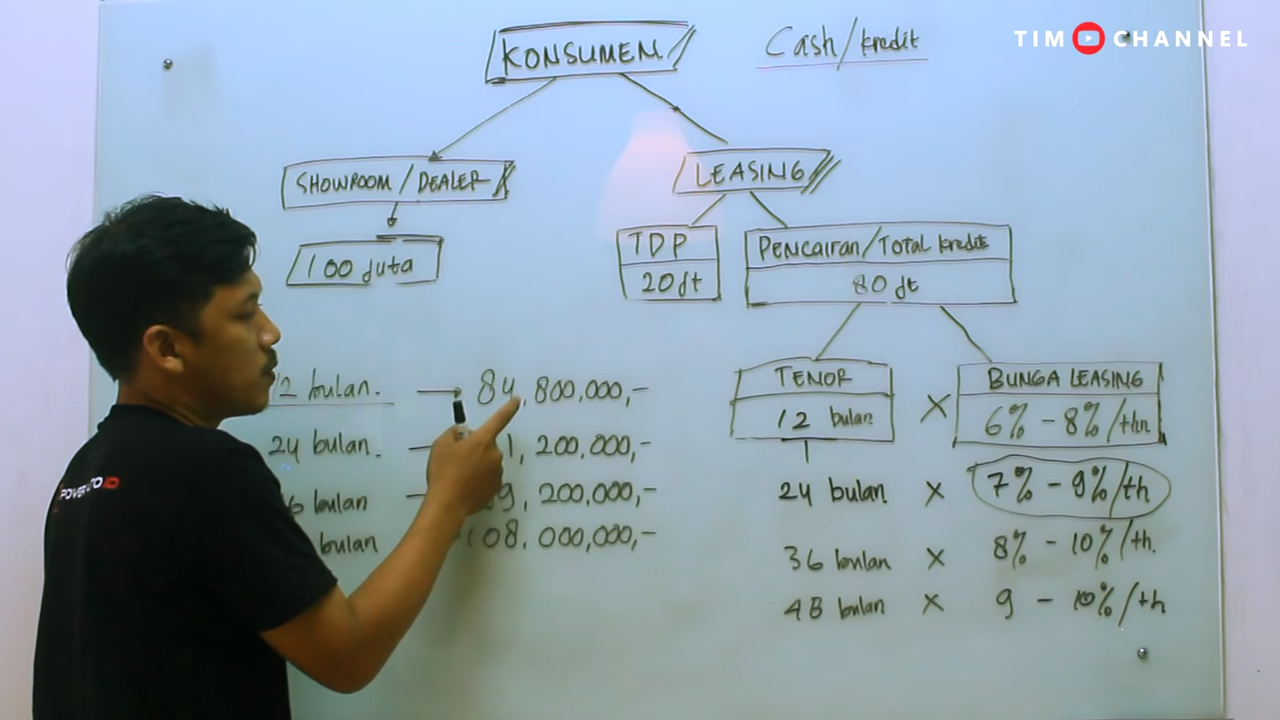 TIM CHANNEL
KONSUMEN
Cash/kredit
SHOWROOM / DEALER
100 juta
LEASING
TDP
20 jt
Pencairan/Total kredit
80 jt
TENOR
12 bulan
X
BUNGA LEASING
6% - 8%/thn
24 bulan x 7% - 9%/th
36 bulan x 8% - 10%/th.
48 bulan x 9 - 10%/th
bulan. → 84,800,000,-
24 bulan. 1,200,000,-
bulan 9,200,000,-
bulan 108.000,000,-